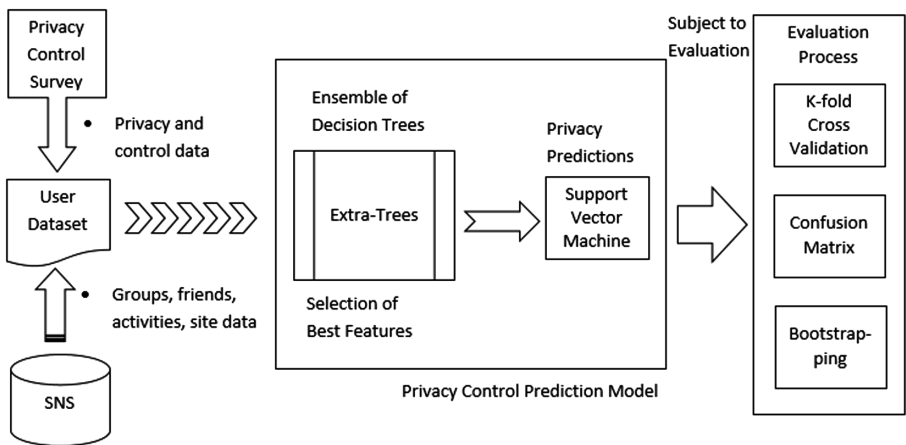 Privacy
Control
Survey
• Privacy and
control data
User
Dataset
• Groups, friends,
activities, site data
SNS
Ensemble of
Decision Trees
Extra-Trees
Selection of
Best Features
Privacy
Predictions
Support
Vector
Machine
Privacy Control Prediction Model
Subject to
Evaluation
Evaluation
Process
K-fold
Cross
Validation
Confusion
Matrix
Bootstrap-
ping